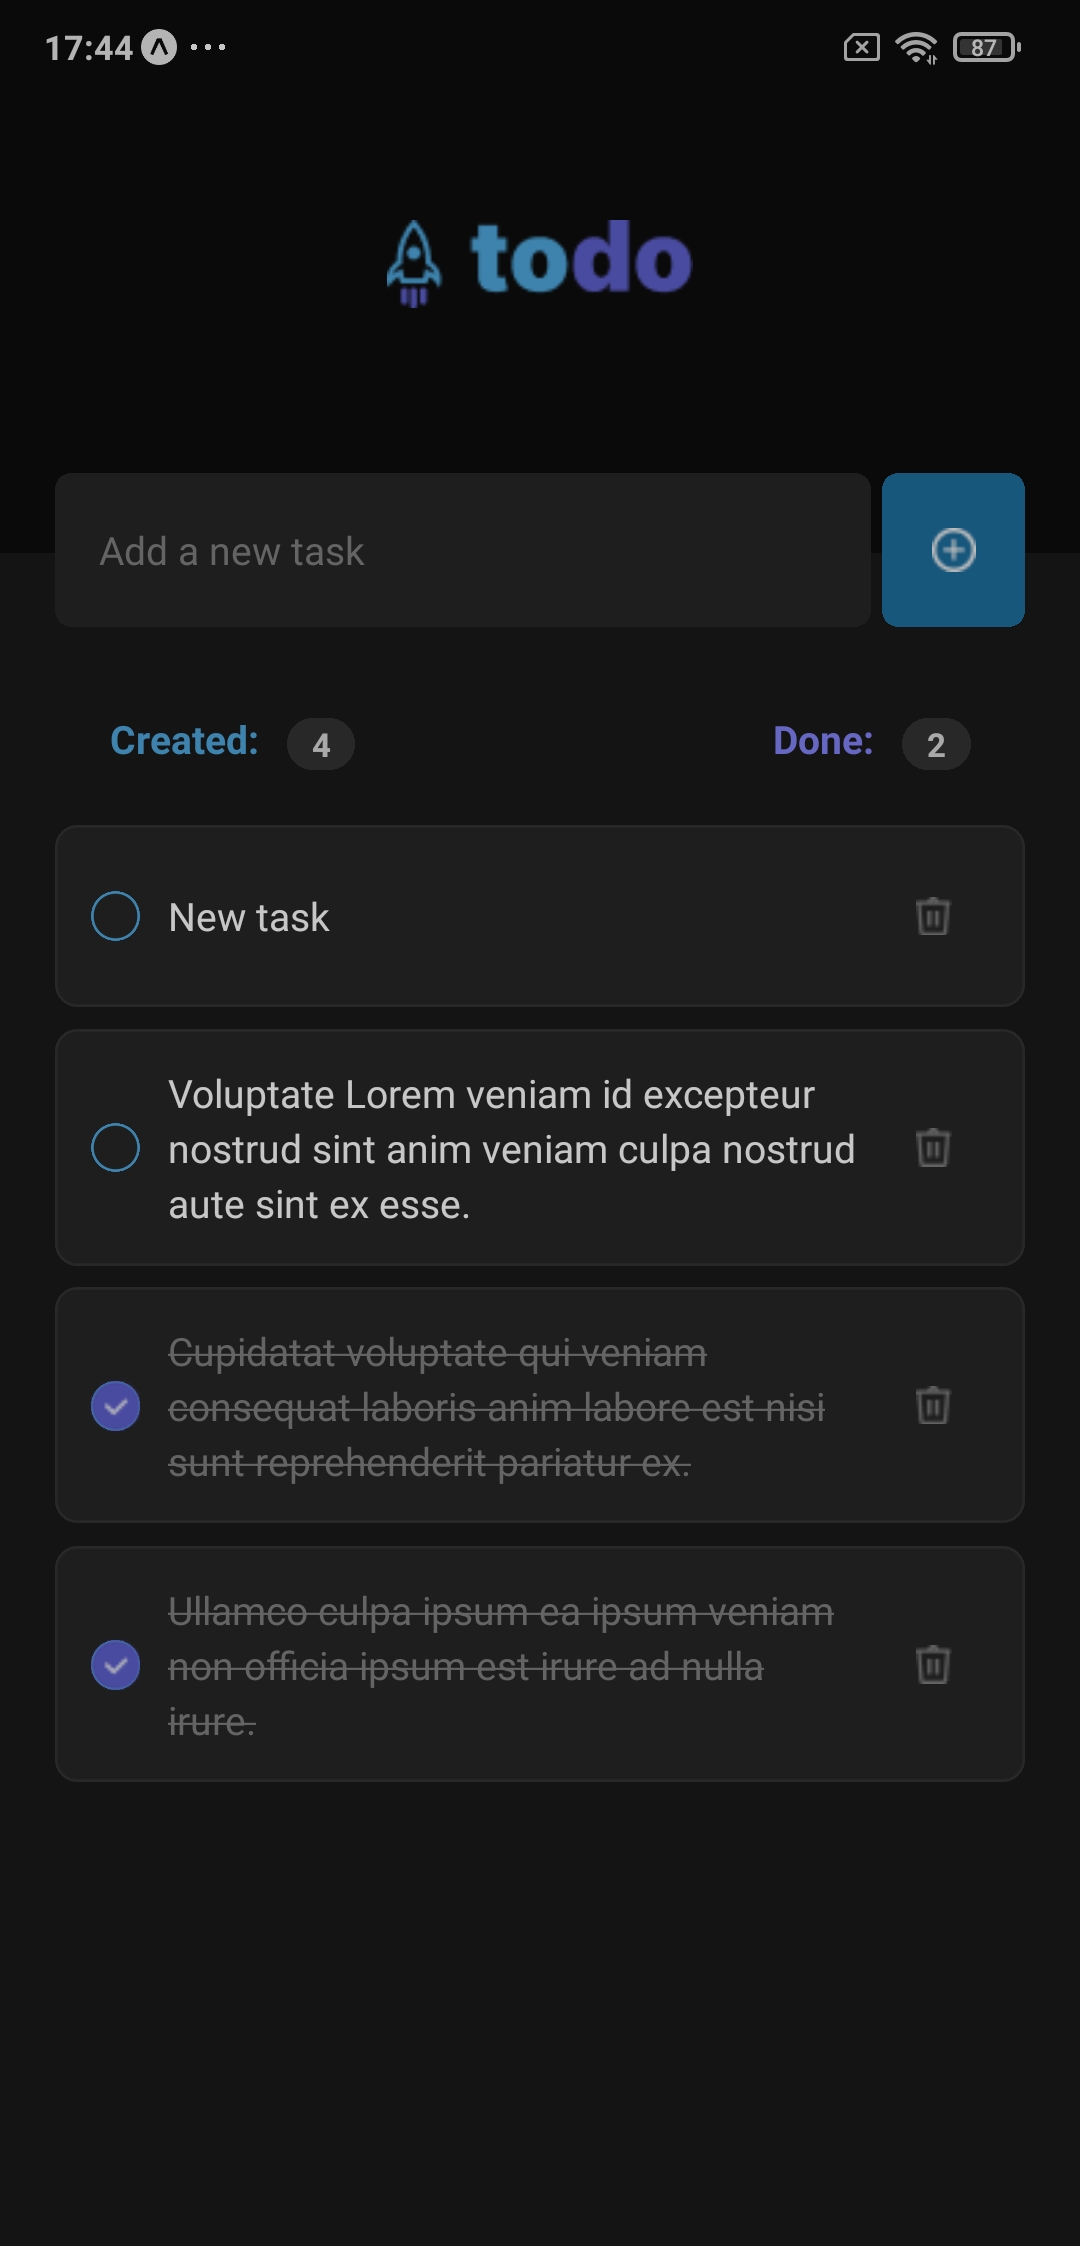 17:44
87
todo
Add a new task
Created: 4 Done: 2
New task
Voluptate Lorem veniam id excepteur
nostrud sint anim veniam culpa nostrud
aute sint ex esse.
Cupidatat voluptate qui veniam
consequat laboris anim labore est nisi
sunt reprehenderit pariatur ex.
Ullamco culpa ipsum ea ipsum veniam
non officia ipsum est irure ad nulla
irure.